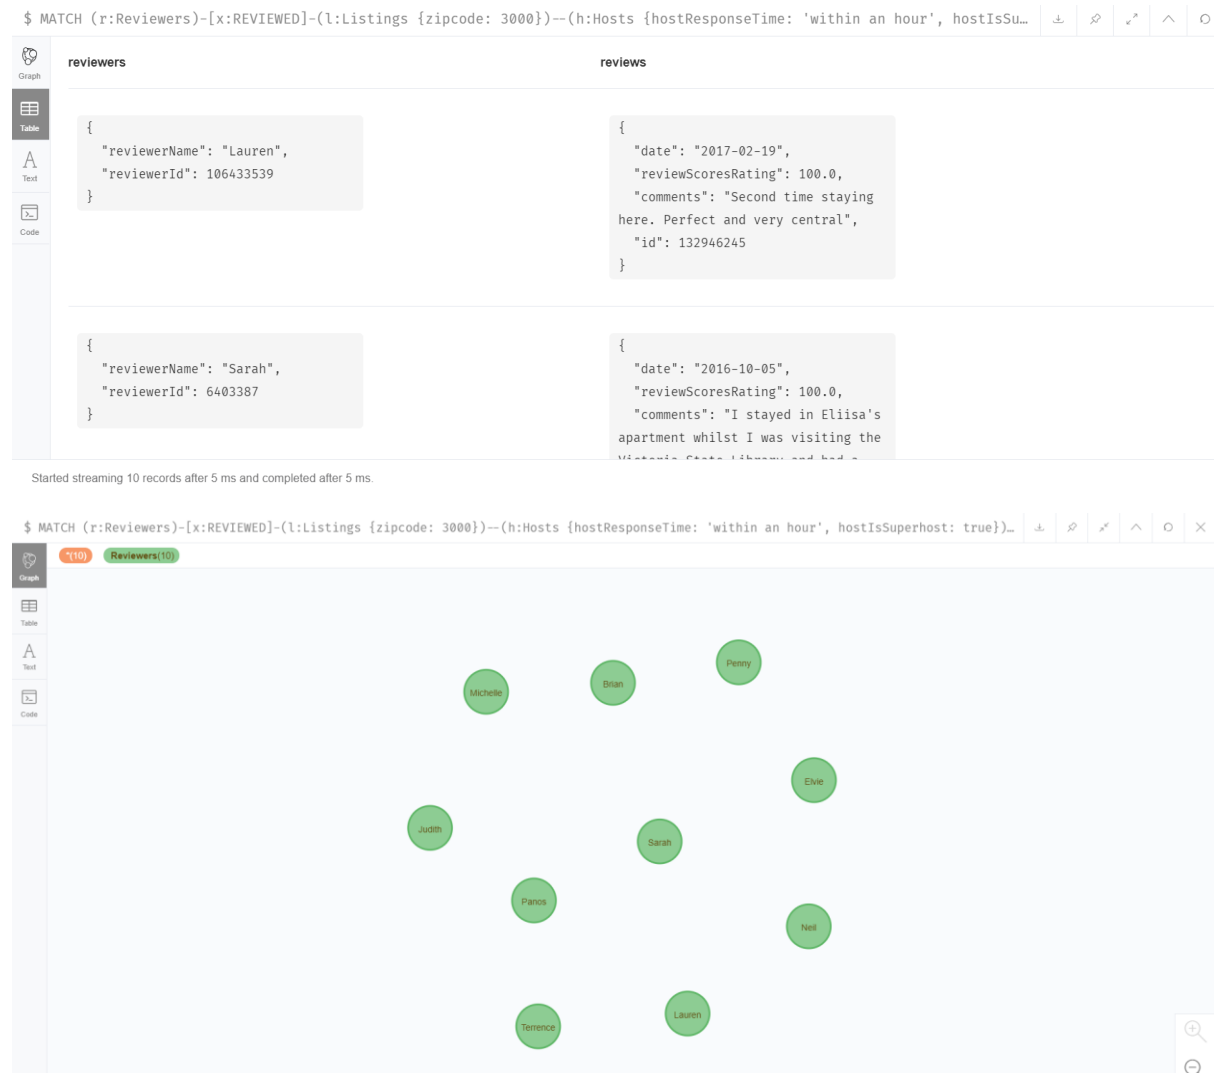 $ MATCH (r:Reviewers)-[x:REVIEWED]-(l:Listings {zipcode: 3000})--(h:Hosts {hostResponseTime: 'within an hour', hostIsSu…
Graph
Table
Text
Code
reviewers
reviews
{
"reviewerName": "Lauren",
"reviewerId": 106433539
}
{
"date": "2017-02-19",
"reviewScoresRating": 100.0,
"comments": "Second time staying
here. Perfect and very central",
"id": 132946245
}
{
"reviewerName": "Sarah",
"reviewerId": 6403387
}
{
"date": "2016-10-05",
"reviewScoresRating": 100.0,
"comments": "I stayed in Eliisa's
apartment whilst I was visiting the
Victoria State Library and had a
Started streaming 10 records after 5 ms and completed after 5 ms.
$ MATCH (r:Reviewers)-[x:REVIEWED]-(l:Listings {zipcode: 3000})--(h:Hosts {hostResponseTime: 'within an hour', hostIsSuperhost: true})…
*(10) Reviewers(10)
Graph
Table
Text
Code
Penny
Brian
Michelle
Elvie
Judith
Sarah
Panos
Neil
Lauren
Terrence